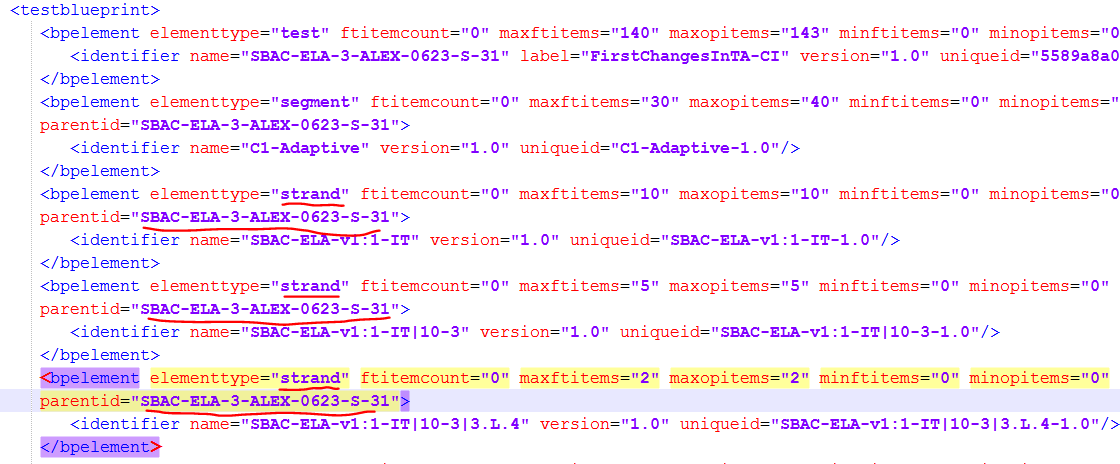 <testblueprint>
<bpelement elementtype="test" ftitemcount="0" maxftitems="140" maxopitems="143" minftitems="0" minopitems="0
<identifier name="SBAC-ELA-3-ALEX-0623-S-31" label="FirstChangesInTA-CI" version="1.0" uniqueid="5589a8a0
</bpelement>
<bpelement elementtype="segment" ftitemcount="0" maxftitems="30" maxopitems="40" minftitems="0" minopitems="
parentid="SBAC-ELA-3-ALEX-0623-S-31">
<identifier name="C1-Adaptive" version="1.0" uniqueid="C1-Adaptive-1.0"/>
</bpelement>
<bpelement elementtype="strand" ftitemcount="0" maxftitems="10" maxopitems="10" minftitems="0" minopitems="0
parentid="SBAC-ELA-3-ALEX-0623-S-31">
<identifier name="SBAC-ELA-v1:1-IT" version="1.0" uniqueid="SBAC-ELA-v1:1-IT-1.0"/>
</bpelement>
<bpelement elementtype="strand" ftitemcount="0" maxftitems="5" maxopitems="5" minftitems="0" minopitems="0"
parentid="SBAC-ELA-3-ALEX-0623-S-31">
<identifier name="SBAC-ELA-v1:1-IT|10-3" version="1.0" uniqueid="SBAC-ELA-v1:1-IT|10-3-1.0"/>
</bpelement>
<bpelement elementtype="strand" ftitemcount="0" maxftitems="2" maxopitems="2" minftitems="0" minopitems="0"
parentid="SBAC-ELA-3-ALEX-0623-S-31">
<identifier name="SBAC-ELA-v1:1-IT|10-3|3.L.4" version="1.0" uniqueid="SBAC-ELA-v1:1-IT|10-3|3.L.4-1.0"/>
</bpelement>